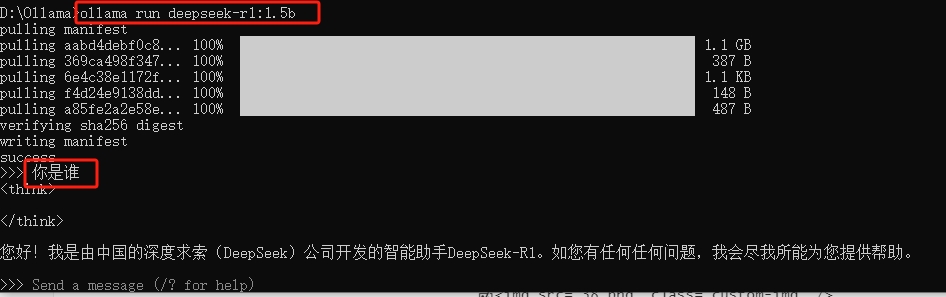 D:\Ollama>ollama run deepseek-r1:1.5b
pulling manifest
pulling aabd4debf0c8... 100% 1.1 GB
pulling 369ca498f347... 100% 387 B
pulling 6e4c38e1172f... 100% 1.1 KB
pulling f4d24e9138dd... 100% 148 B
pulling a85fe2a2e58e... 100% 487 B
verifying sha256 digest
writing manifest
success
>>> 你是谁
<think>
</think>
您好！我是由中国的深度求索（DeepSeek）公司开发的智能助手DeepSeek-R1。如您有任何任何问题，我会尽我所能为您提供帮助。
>>> Send a message (/? for help)